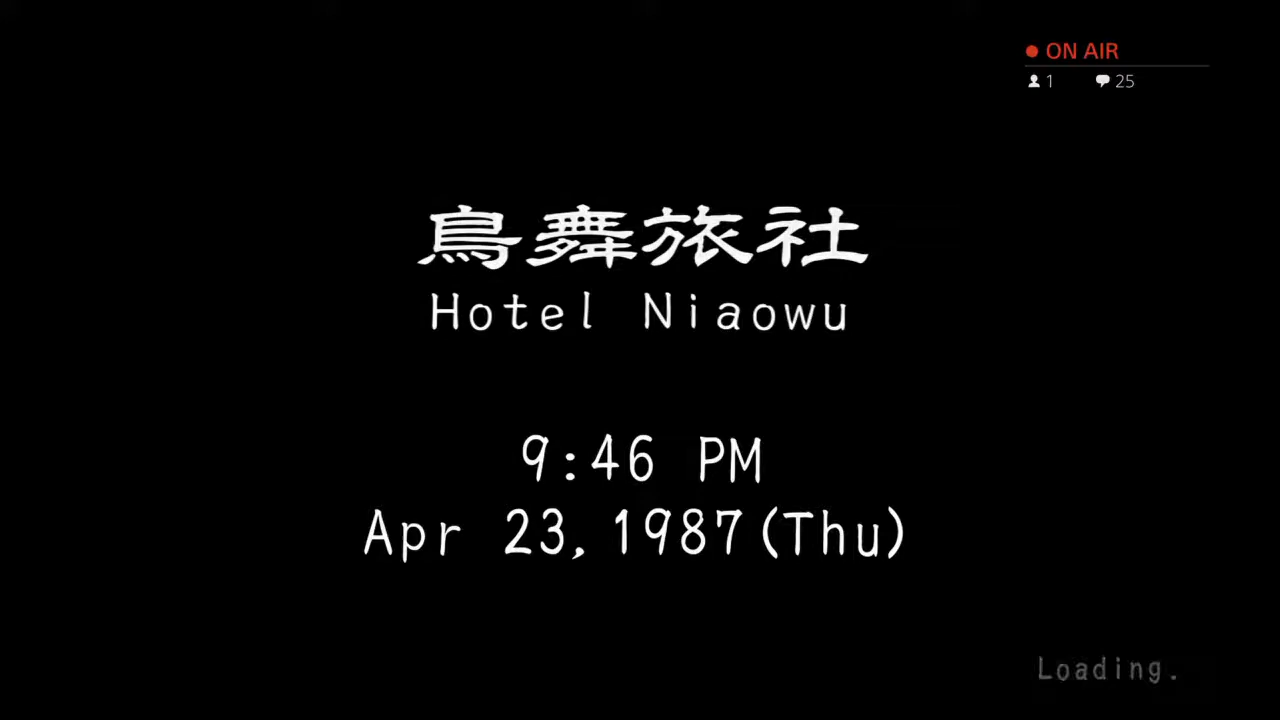 ON AIR
1 25
鳥舞旅社
Hotel Niaowu
9:46 PM
Apr 23,1987(Thu)
Loading.